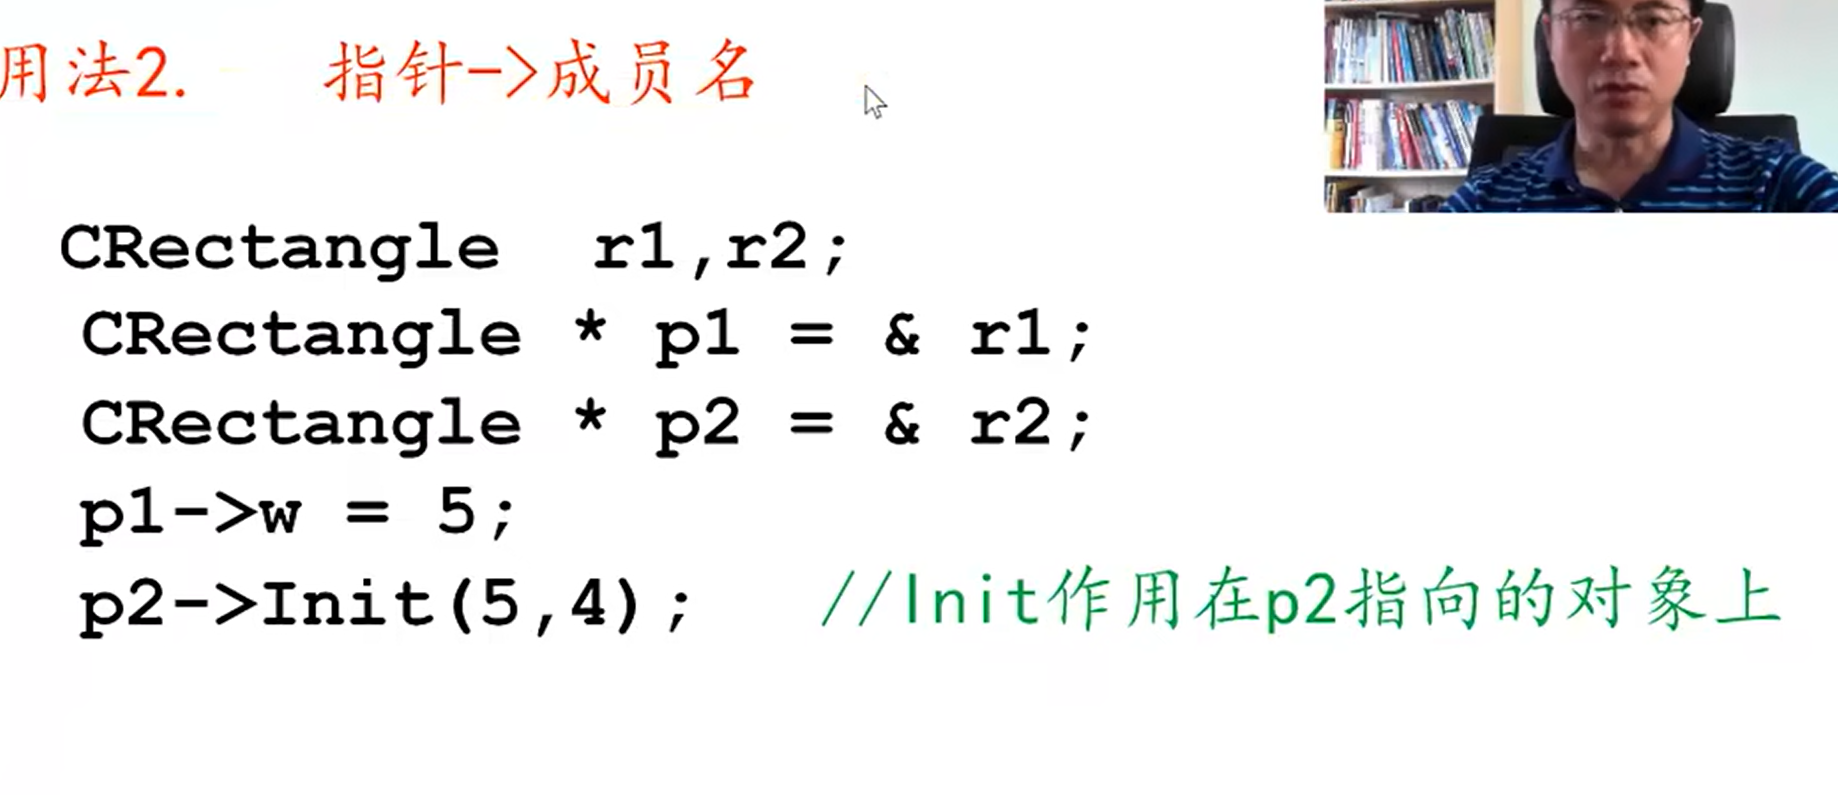 用法2. 指针->成员名
CRectangle r1,r2;
CRectangle * p1 = & r1;
CRectangle * p2 = & r2;
p1->w = 5;
p2->Init(5,4); //Init作用在p2指向的对象上